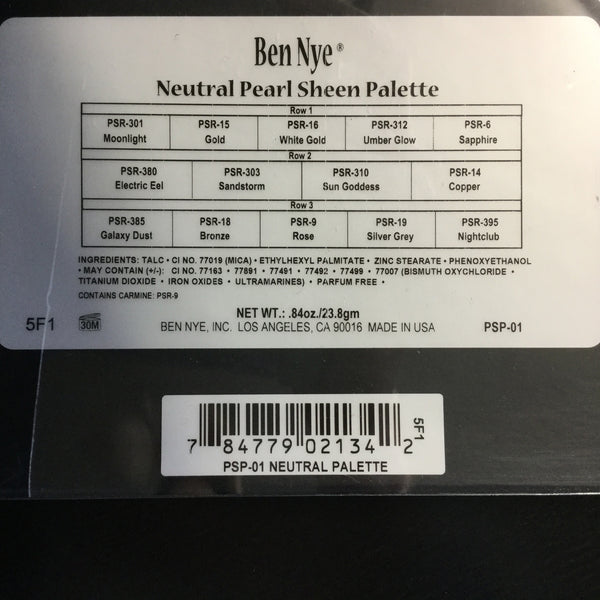 Ben Nye ®
Neutral Pearl Sheen Palette
Row 1
PSR-301 PSR-15 PSR-16 PSR-312 PSR-6
Moonlight Gold White Gold Umber Glow Sapphire
Row 2
PSR-380 PSR-303 PSR-310 PSR-14
Electric Eel Sandstorm Sun Goddess Copper
Row 3
PSR-385 PSR-18 PSR-9 PSR-19 PSR-395
Galaxy Dust Bronze Rose Silver Grey Nightclub
INGREDIENTS: TALC • CI NO. 77019 (MICA) • ETHYLHEXYL PALMITATE • ZINC STEARATE • PHENOXYETHANOL
• MAY CONTAIN (+/-): CI NO. 77163 • 77891 • 77491 • 77492 • 77499 • 77007 (BISMUTH OXYCHLORIDE •
TITANIUM DIOXIDE • IRON OXIDES • ULTRAMARINES) • PARFUM FREE •
CONTAINS CARMINE: PSR-9
NET WT.: .84oz./23.8gm
5F1 30M BEN NYE, INC. LOS ANGELES, CA 90016 MADE IN USA PSP-01
7 84779 02134 2
5F1
PSP-01 NEUTRAL PALETTE